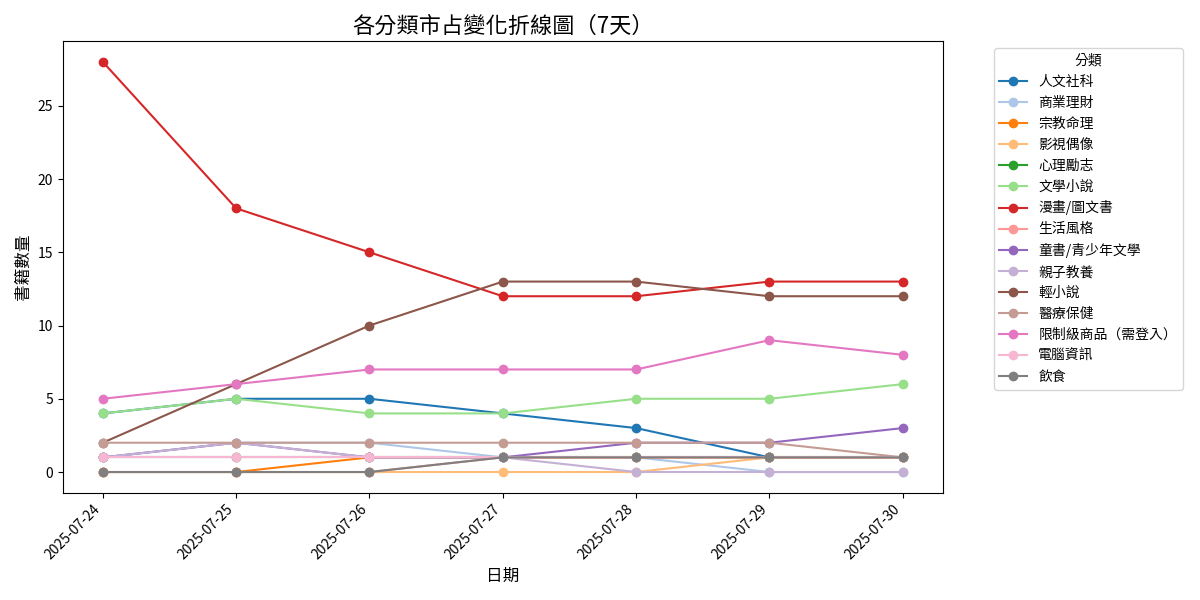 各分類市占變化折線圖（7天）
書籍數量
25
20
15
10
5
0
2025-07-24
2025-07-25
2025-07-26
2025-07-27
2025-07-28
2025-07-29
2025-07-30
日期
分類
人文社科
商業理財
宗教命理
影視偶像
心理勵志
文學小說
漫畫/圖文書
生活風格
童書/青少年文學
親子教養
輕小說
醫療保健
限制級商品（需登入）
電腦資訊
飲食